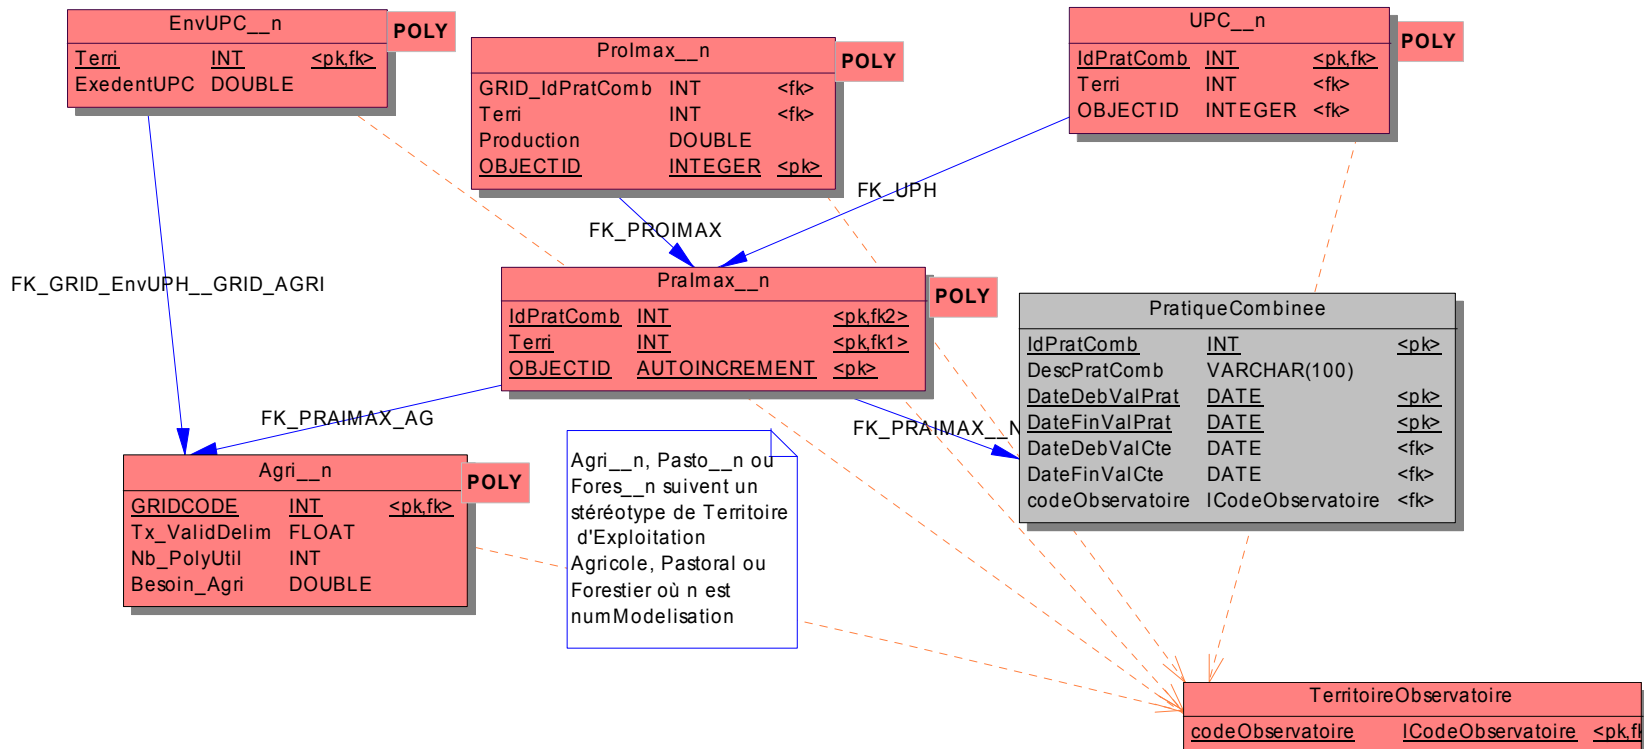 EnvUPC__n
POLY
Terri INT <pk,fk>
ExedentUPC DOUBLE
ProImax__n
POLY
GRID_IdPratComb INT <fk>
Terri INT <fk>
Production DOUBLE
OBJECTID INTEGER <pk>
UPC__n
POLY
IdPratComb INT <pk,fk>
Terri INT <fk>
OBJECTID INTEGER <fk>
FK_UPH
FK_PROIMAX
FK_GRID_EnvUPH__GRID_AGRI
PraImax__n
POLY
IdPratComb INT <pk,fk2>
Terri INT <pk,fk1>
OBJECTID AUTOINCREMENT <pk>
PratiqueCombinee
IdPratComb INT <pk>
DescPratComb VARCHAR(100)
DateDebValPrat DATE <pk>
DateFinValPrat DATE <pk>
DateDebValCte DATE <fk>
DateFinValCte DATE <fk>
codeObservatoire ICodeObservatoire <fk>
FK_PRAIMAX_AG
FK_PRAIMAX__N
Agri__n
POLY
GRIDCODE INT <pk,fk>
Tx_ValidDelim FLOAT
Nb_PolyUtil INT
Besoin_Agri DOUBLE
Agri__n, Pasto__n ou
Fores__n suivent un
stéréotype de Territoire
d'Exploitation
Agricole, Pastoral ou
Forestier où n est
numModelisation
TerritoireObservatoire
codeObservatoire ICodeObservatoire <pk,f